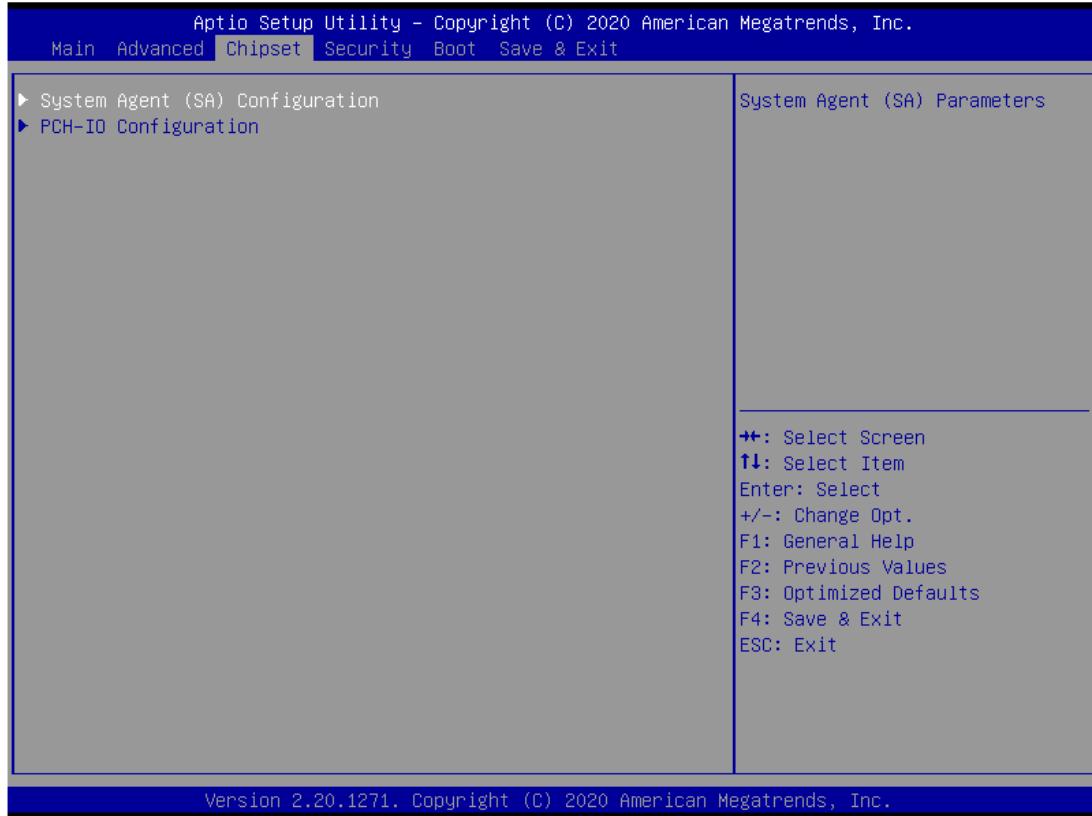 Aptio Setup Utility – Copyright (C) 2020 American Megatrends, Inc.
Main Advanced Chipset Security Boot Save & Exit
▶ System Agent (SA) Configuration
▶ PCH-IO Configuration
System Agent (SA) Parameters
→←: Select Screen
↑↓: Select Item
Enter: Select
+/-: Change Opt.
F1: General Help
F2: Previous Values
F3: Optimized Defaults
F4: Save & Exit
ESC: Exit
Version 2.20.1271. Copyright (C) 2020 American Megatrends, Inc.